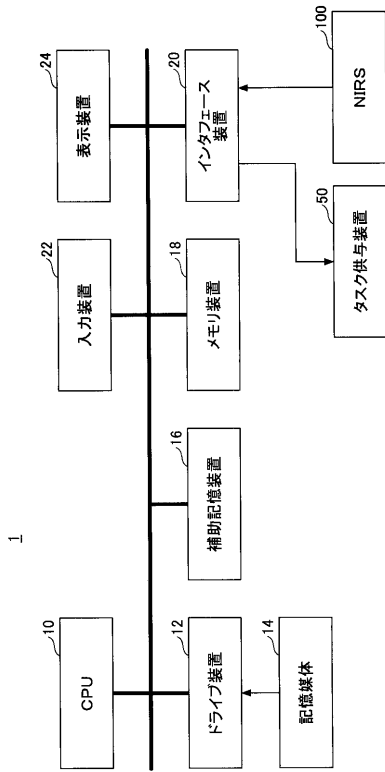 1
10
CPU
22
入力装置
24
表示装置
12
ドライブ装置
16
補助記憶装置
18
メモリ装置
20
インタフェース
装置
14
記憶媒体
50
タスク供与装置
100
NIRS